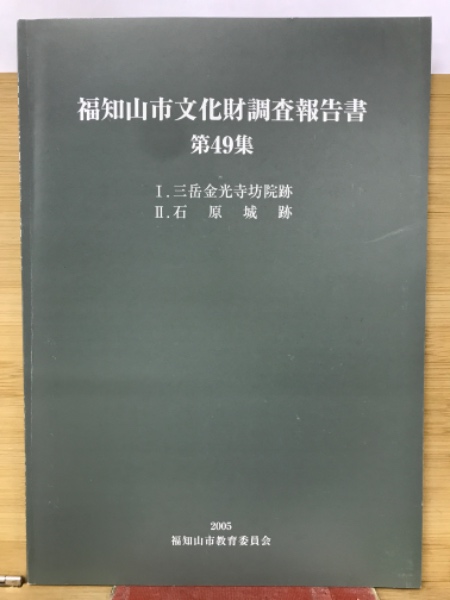 福知山市文化財調査報告書
第49集
Ⅰ.三岳金光寺坊院跡
Ⅱ.石原城跡
2005
福知山市教育委員会